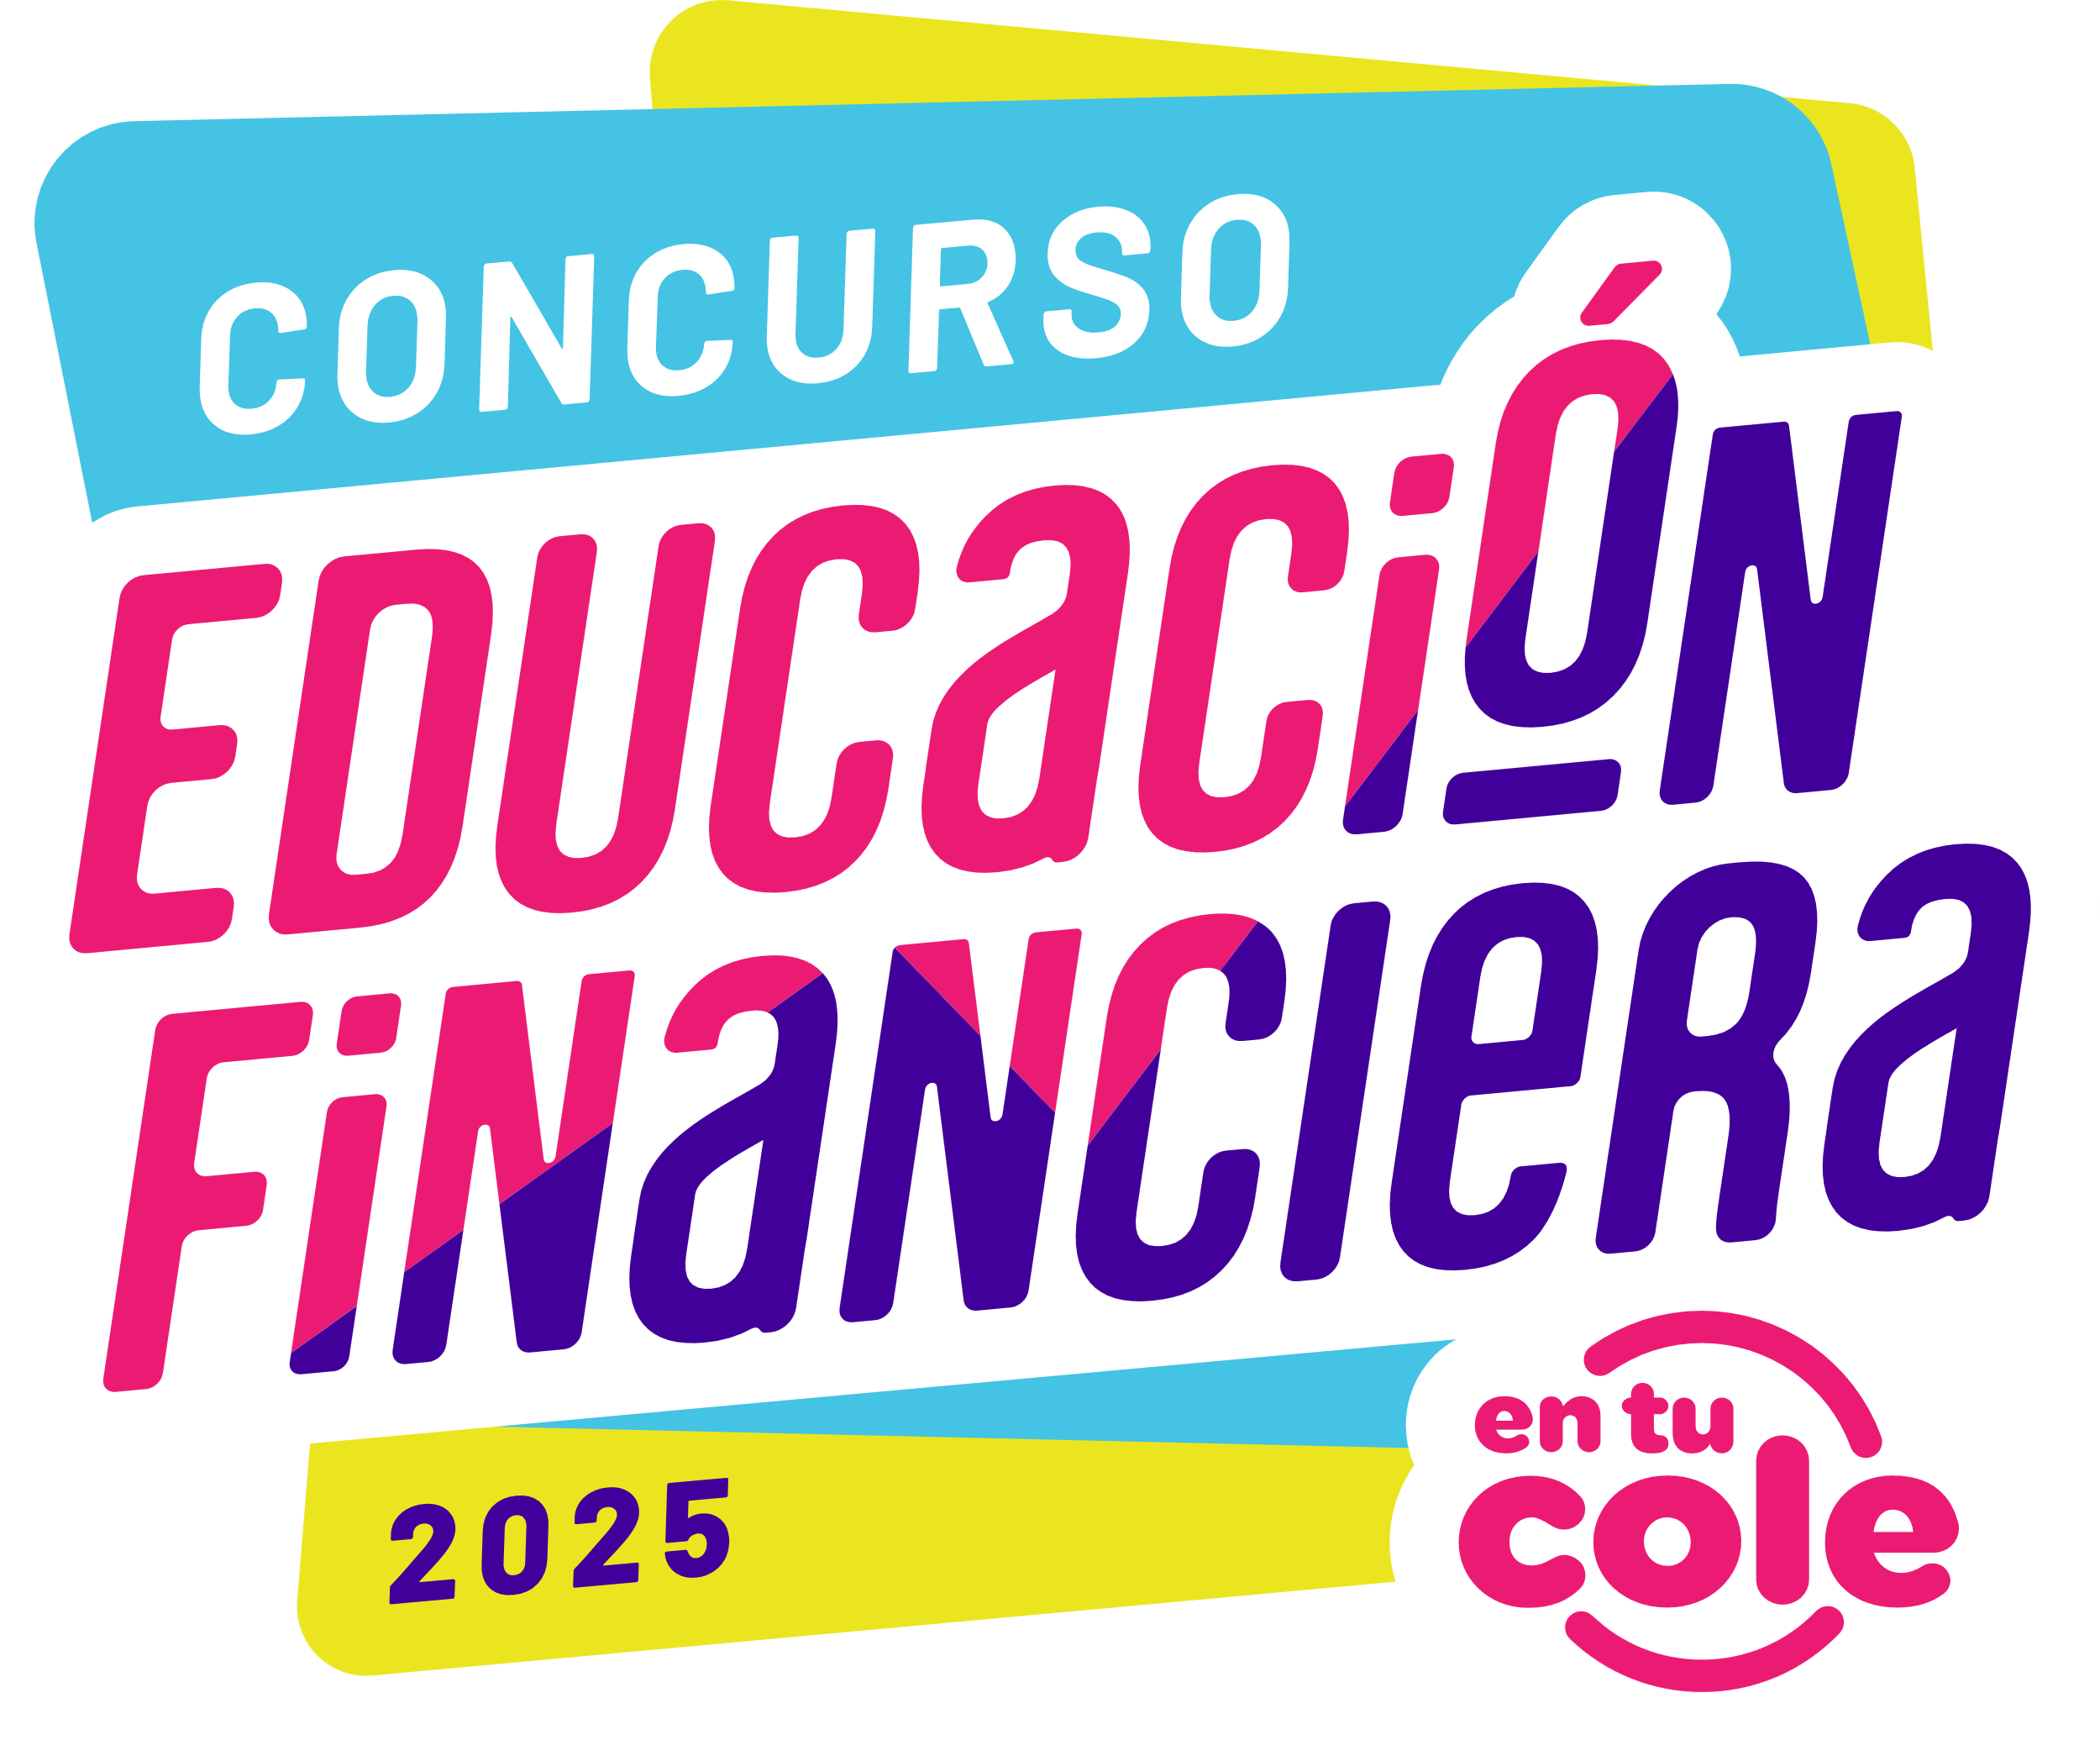 CONCURSO
EDUCaCiÓN
FiNaNCieRa
2025
en tu
cole